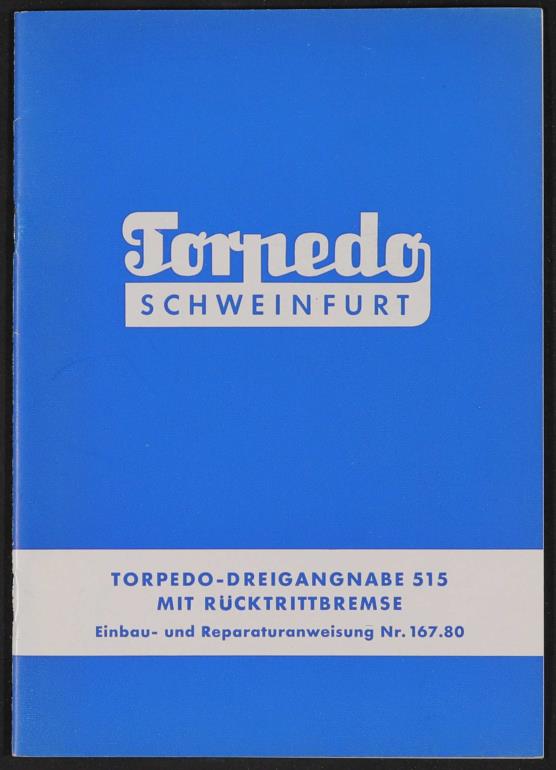 Torpedo
SCHWEINFURT
TORPEDO-DREIGANGNABE 515
MIT RÜCKTRITTBREMSE
Einbau- und Reparaturanweisung Nr. 167.80